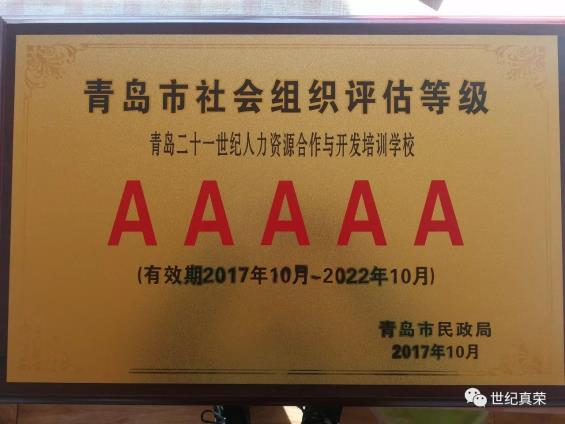 青岛市社会组织评估等级
青岛二十一世纪人力资源合作与开发培训学校
AAAAA
(有效期2017年10月-2022年10月)
青岛市民政局
2017年10月
世纪真荣